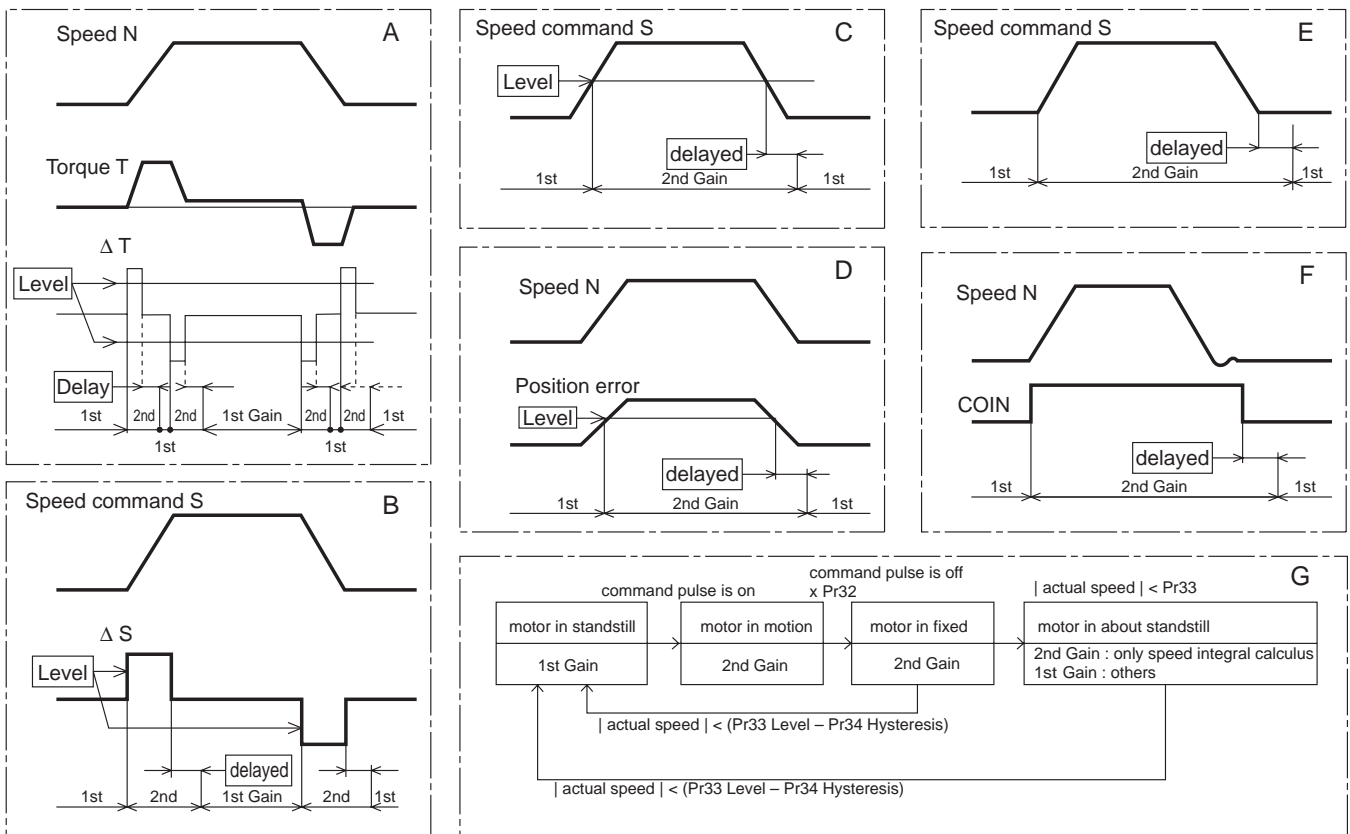 A
Speed N
Torque T
Δ T
Level
Delay
1st 2nd 2nd 1st Gain 2nd 2nd 1st
1st 1st
B
Speed command S
Δ S
Level
delayed
1st 2nd 1st Gain 2nd 1st
C
Speed command S
Level
delayed
1st 2nd Gain 1st
D
Speed N
Position error
Level
delayed
1st 2nd Gain 1st
E
Speed command S
delayed
1st 2nd Gain 1st
F
Speed N
COIN
delayed
1st 2nd Gain 1st
G
command pulse is on
command pulse is off
x Pr32
| actual speed | < Pr33
motor in standstill
1st Gain
motor in motion
2nd Gain
motor in fixed
2nd Gain
motor in about standstill
2nd Gain : only speed integral calculus
1st Gain : others
| actual speed | < (Pr33 Level – Pr34 Hysteresis)
| actual speed | < (Pr33 Level – Pr34 Hysteresis)